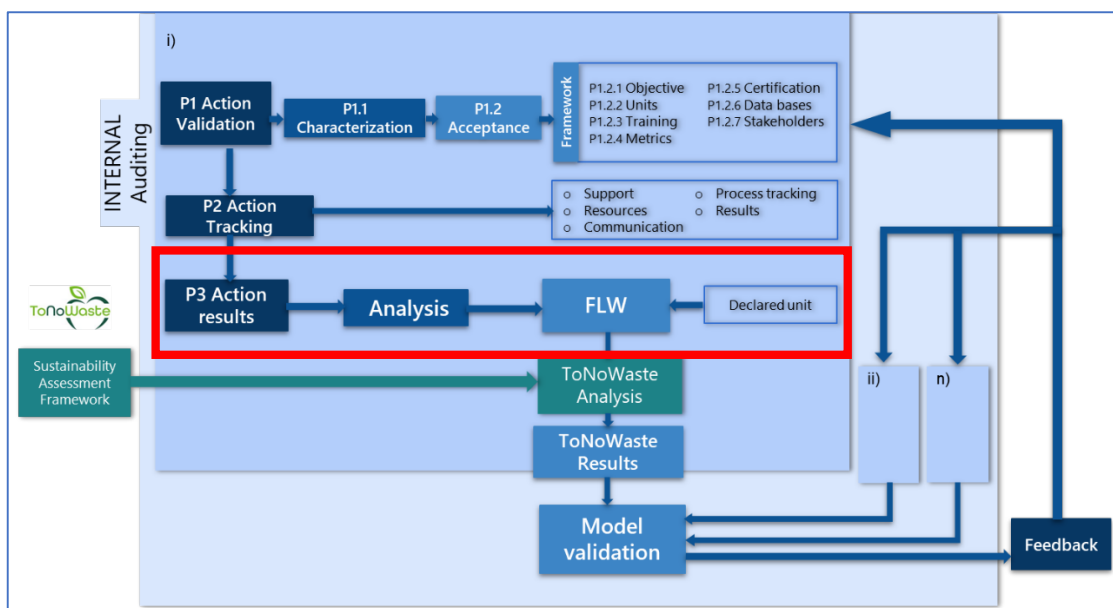 i)
INTERNAL
Auditing
P1 Action
Validation
P1.1
Characterization
P1.2
Acceptance
Framework
P1.2.1 Objective
P1.2.2 Units
P1.2.3 Training
P1.2.4 Metrics
P1.2.5 Certification
P1.2.6 Data bases
P1.2.7 Stakeholders
P2 Action
Tracking
Support
Resources
Communication
Process tracking
Results
P3 Action
results
Analysis
FLW
Declared unit
ToNoWaste
Sustainability
Assessment
Framework
ToNoWaste
Analysis
ii)
n)
ToNoWaste
Results
Model
validation
Feedback